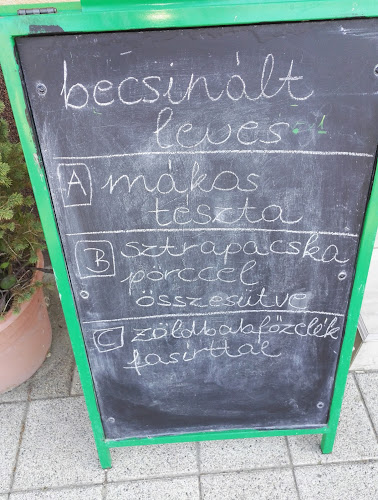 becsinált
leves
A mákos
tészta
B sztrapacska
pörccel
összesütve
C zöldbabfőzelék
fasírttal